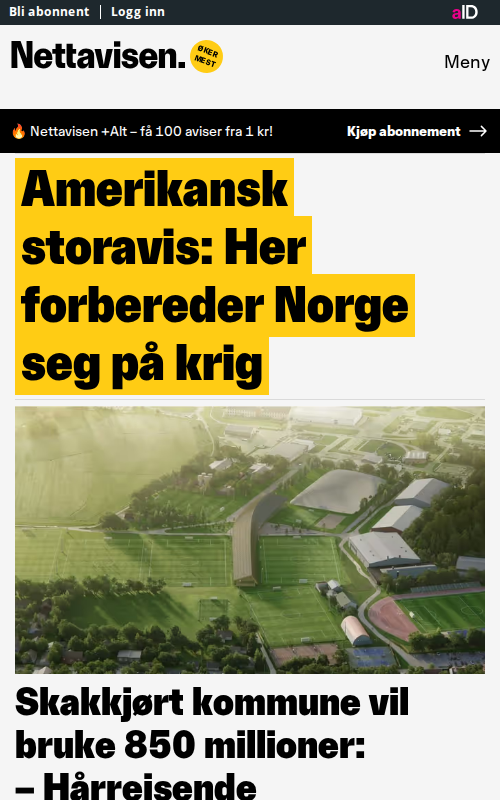 Bli abonnent | Logg inn
aID
Nettavisen.
ØKER
MEST
Meny
🔥 Nettavisen +Alt – få 100 aviser fra 1 kr!
Kjøp abonnement →
Amerikansk
storavis: Her
forbereder Norge
seg på krig
Skakkjørt kommune vil
bruke 850 millioner:
– Hårreisende